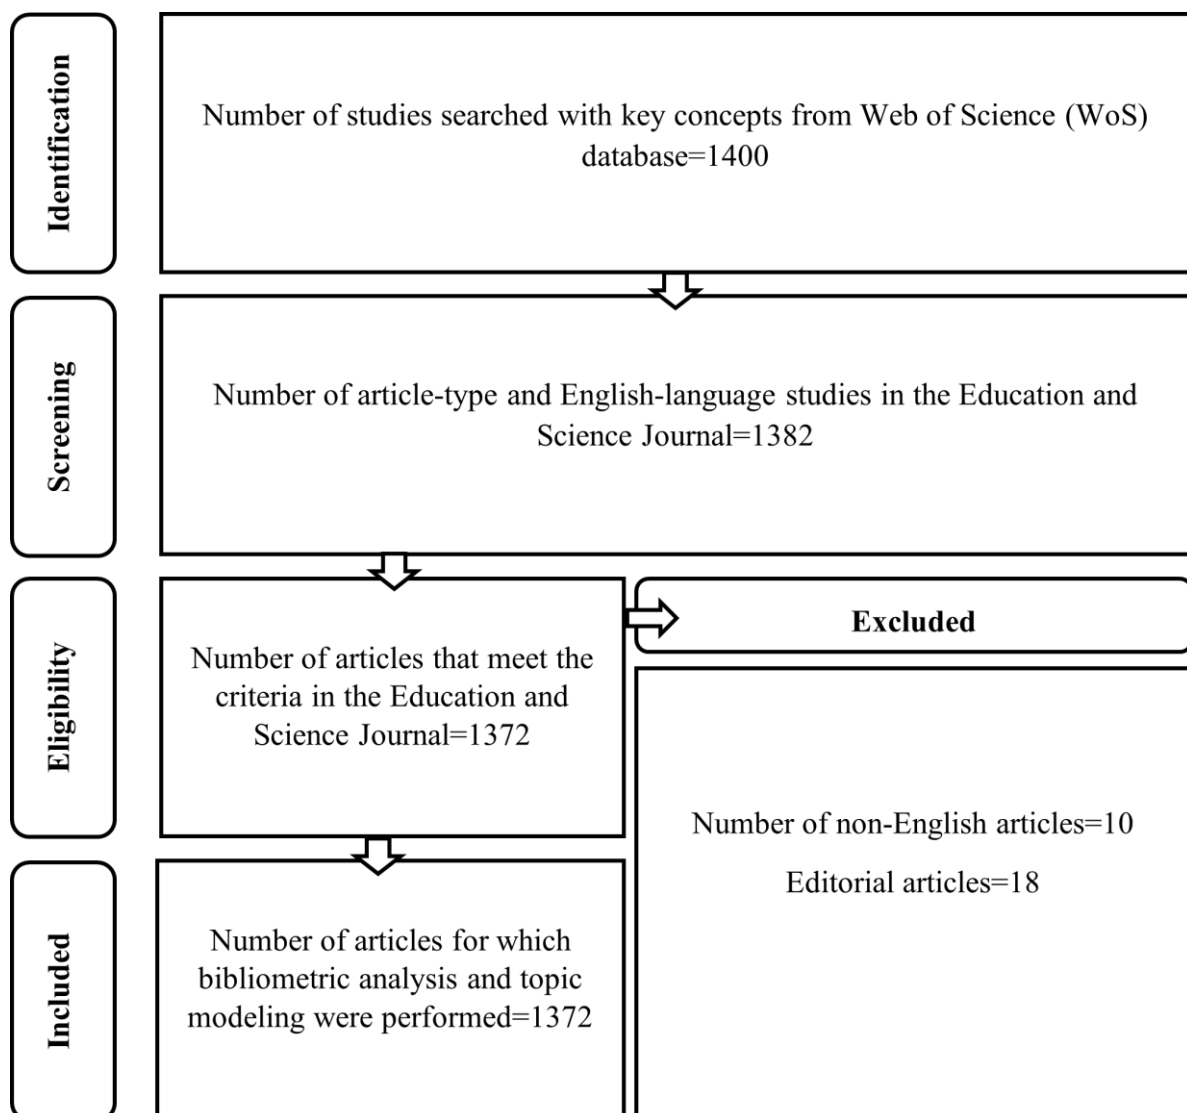 Identification
Number of studies searched with key concepts from Web of Science (WoS)
database=1400
Screening
Number of article-type and English-language studies in the Education and
Science Journal=1382
Eligibility
Number of articles that meet the
criteria in the Education and
Science Journal=1372
Excluded
Number of non-English articles=10
Editorial articles=18
Included
Number of articles for which
bibliometric analysis and topic
modeling were performed=1372